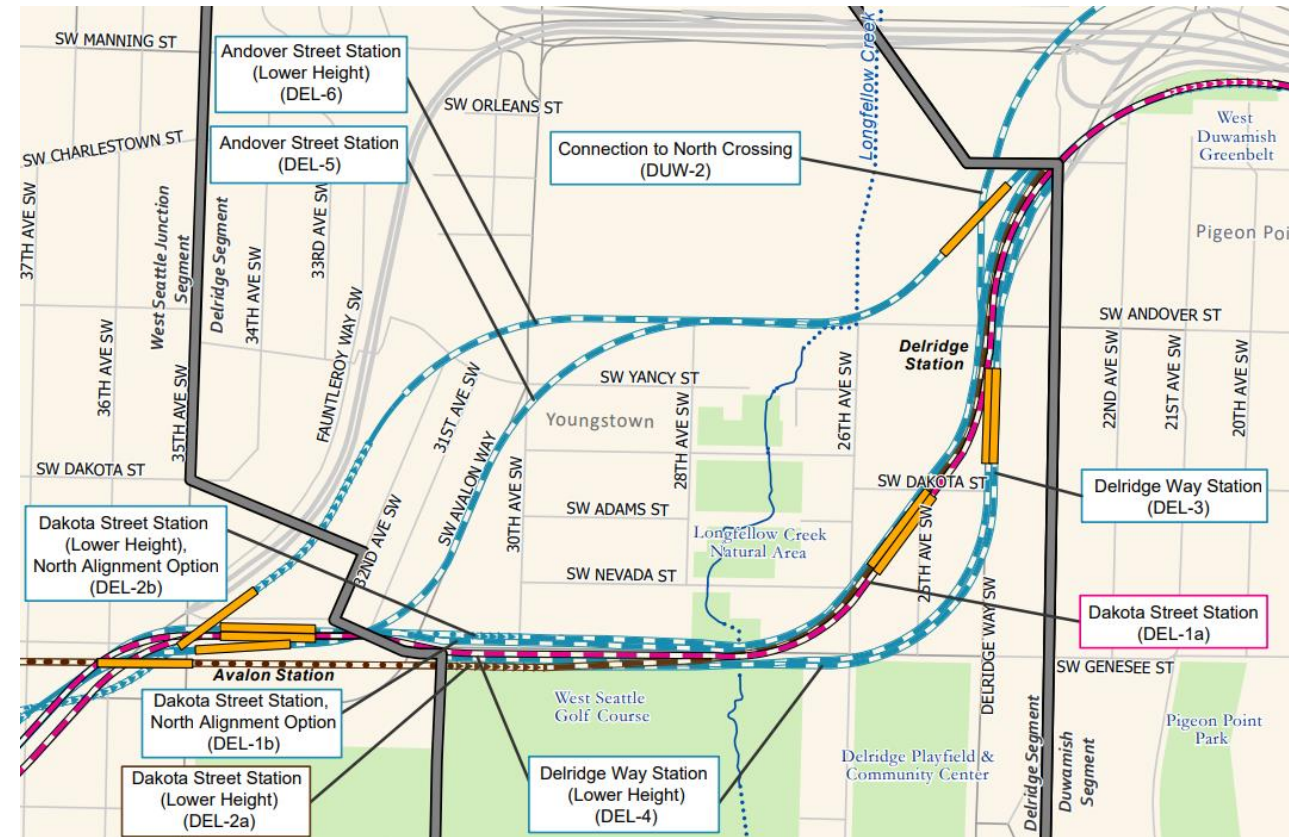 SW MANNING ST
Andover Street Station
(Lower Height)
(DEL-6)
SW ORLEANS ST
Longfellow Creek
West
Duwamish
Greenbelt
SW CHARLESTOWN ST
Andover Street Station
(DEL-5)
Connection to North Crossing
(DUW-2)
37TH AVE SW
West Seattle Junction
Segment
Delridge Segment
34TH AVE SW
33RD AVE SW
FAUNTLEROY WAY SW
Pigeon Poi
36TH AVE SW
35TH AVE SW
31ST AVE SW
SW AVALON WAY
SW YANCY ST
Youngstown
28TH AVE SW
26TH AVE SW
Delridge
Station
SW ANDOVER ST
22ND AVE SW
21ST AVE SW
20TH AVE SW
SW DAKOTA ST
SW DAKOTA ST
Delridge Way Station
(DEL-3)
Dakota Street Station
(Lower Height),
North Alignment Option
(DEL-2b)
32ND AVE SW
30TH AVE SW
SW ADAMS ST
Longfellow Creek
Natural Area
SW NEVADA ST
25TH AVE SW
DELRIDGE WAY SW
Dakota Street Station
(DEL-1a)
SW GENESEE ST
Avalon Station
Dakota Street Station,
North Alignment Option
(DEL-1b)
West Seattle
Golf Course
Dakota Street Station
(Lower Height)
(DEL-2a)
Delridge Way Station
(Lower Height)
(DEL-4)
Delridge Playfield &
Community Center
Delridge Segment
Duwamish
Segment
Pigeon Point
Park